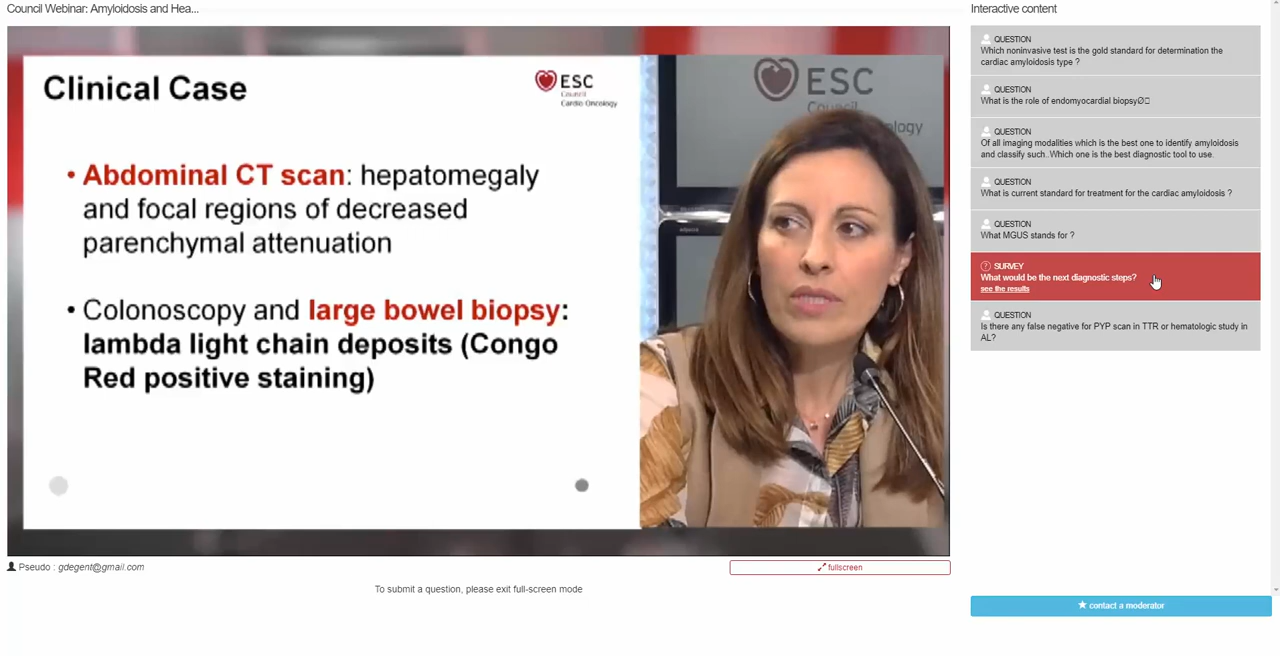 Council Webinar: Amyloidosis and Hea...
Clinical Case
ESC
Council
Cardio-Oncology
• Abdominal CT scan: hepatomegaly
and focal regions of decreased
parenchymal attenuation
• Colonoscopy and large bowel biopsy:
lambda light chain deposits (Congo
Red positive staining)
ESC
Council
ology
Pseudo : gdegent@gmail.com
fullscreen
To submit a question, please exit full-screen mode
Interactive content
QUESTION
Which noninvasive test is the gold standard for determination the
cardiac amyloidosis type ?
QUESTION
What is the role of endomyocardial biopsyØ
QUESTION
Of all imaging modalities which is the best one to identify amyloidosis
and classify such..Which one is the best diagnostic tool to use.
QUESTION
What is current standard for treatment for the cardiac amyloidosis ?
QUESTION
What MGUS stands for ?
? SURVEY
What would be the next diagnostic steps?
see the results
QUESTION
Is there any false negative for PYP scan in TTR or hematologic study in
AL?
contact a moderator